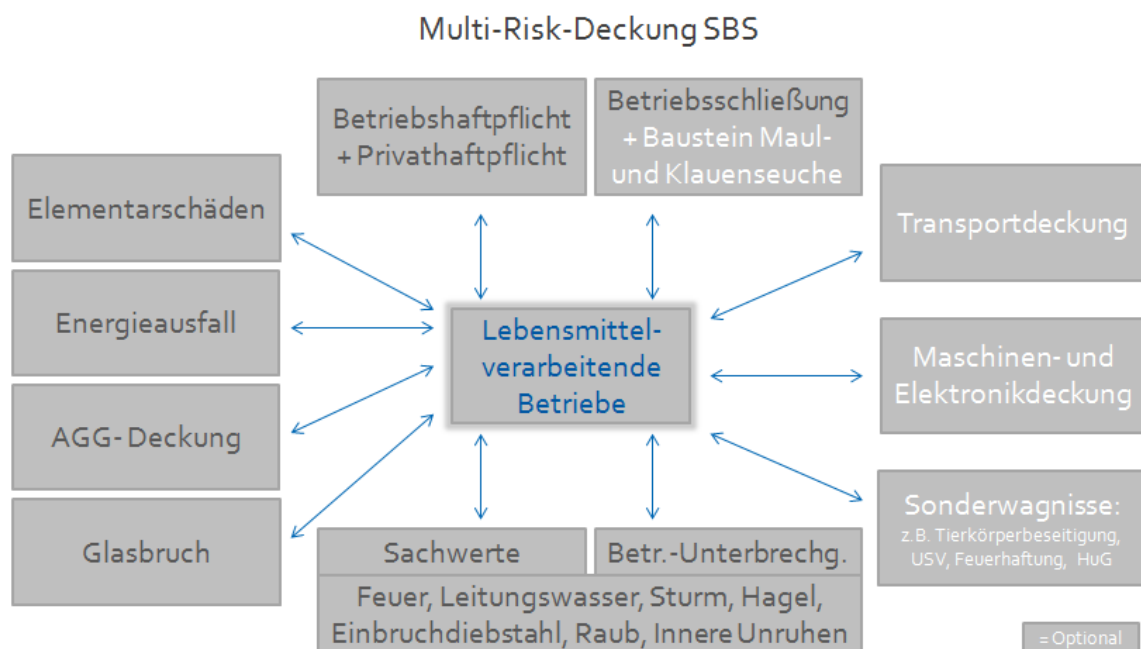 Multi-Risk-Deckung SBS
Betriebshaftpflicht
+ Privathaftpflicht
Betriebsschließung
+ Baustein Maul-
und Klauenseuche
Elementarschäden
Energieausfall
AGG- Deckung
Glasbruch
Lebensmittel-
verarbeitende
Betriebe
Transportdeckung
Maschinen- und
Elektronikdeckung
Sonderwagnisse:
z.B. Tierkörperbeseitigung,
USV, Feuerhaftung, HuG
Sachwerte
Betr.-Unterbrechg.
Feuer, Leitungswasser, Sturm, Hagel,
Einbruchdiebstahl, Raub, Innere Unruhen
= Optional